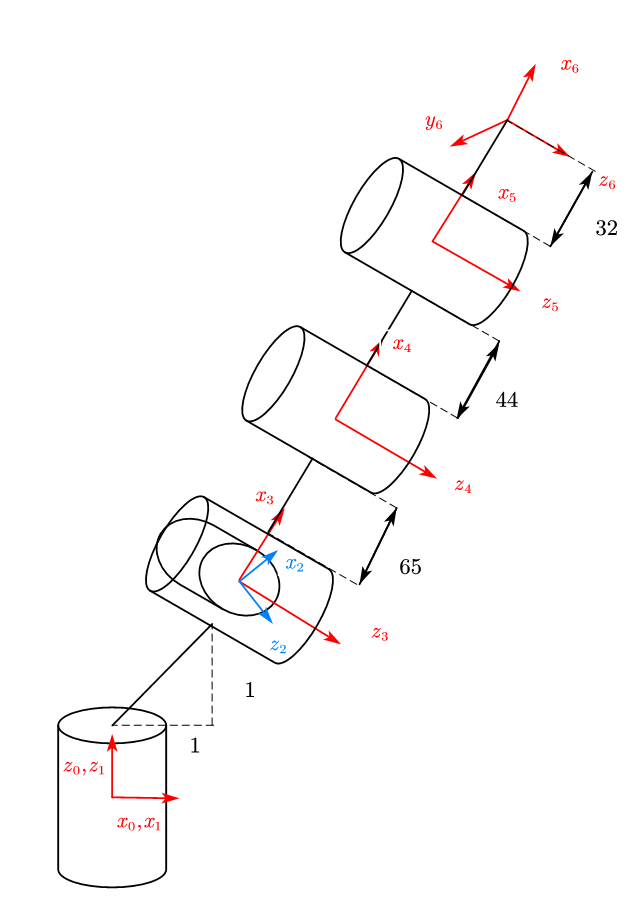 x₆
y₆
z₆
x₅
32
z₅
x₄
44
z₄
x₃
x₂
65
z₃
z₂
1
1
z₀,z₁
x₀,x₁